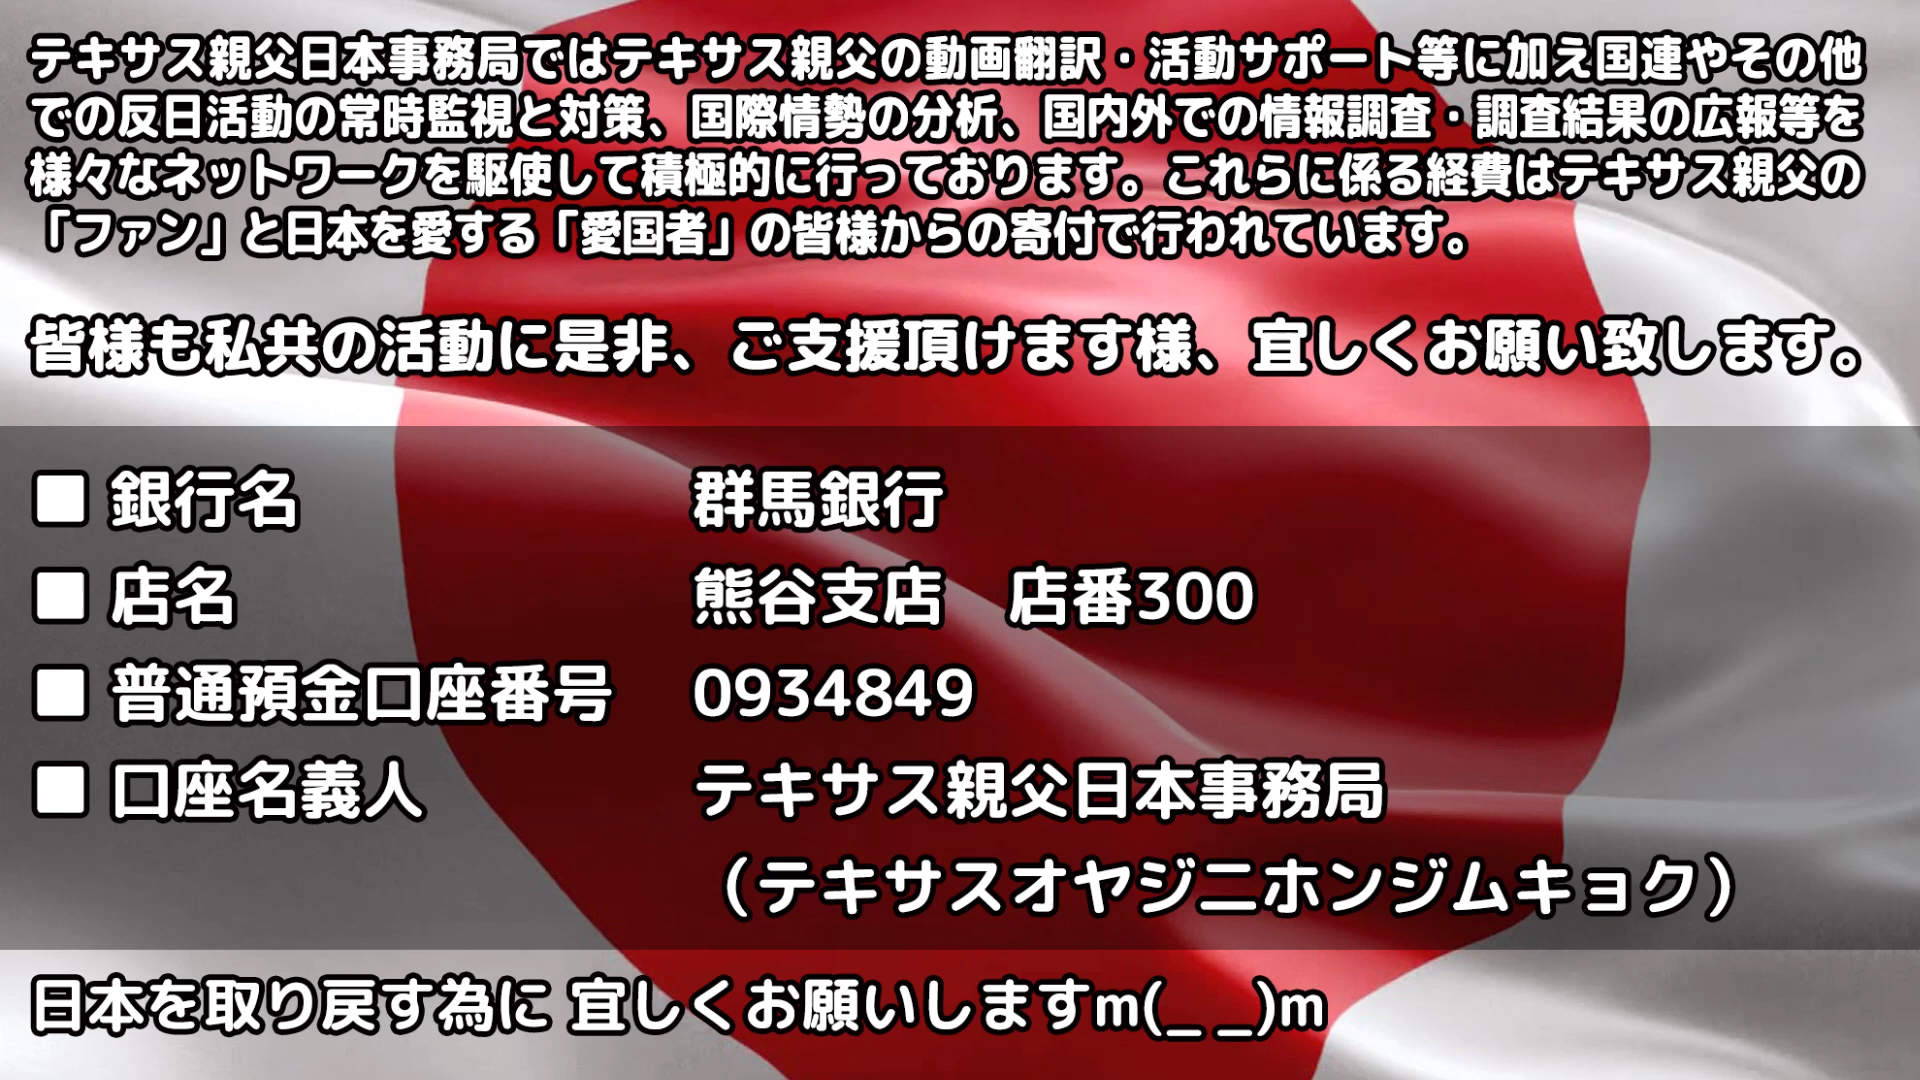 テキサス親父日本事務局ではテキサス親父の動画翻訳・活動サポート等に加え国連やその他
での反日活動の常時監視と対策、国際情勢の分析、国内外での情報調査・調査結果の広報等を
様々なネットワークを駆使して積極的に行っております。これらに係る経費はテキサス親父の
「ファン」と日本を愛する「愛国者」の皆様からの寄付で行われています。
皆様も私共の活動に是非、ご支援頂けます様、宜しくお願い致します。
■ 銀行名 群馬銀行
■ 店名 熊谷支店 店番300
■ 普通預金口座番号 0934849
■ 口座名義人 テキサス親父日本事務局
（テキサスオヤジニホンジムキョク）
日本を取り戻す為に 宜しくお願いしますm(_ _)m